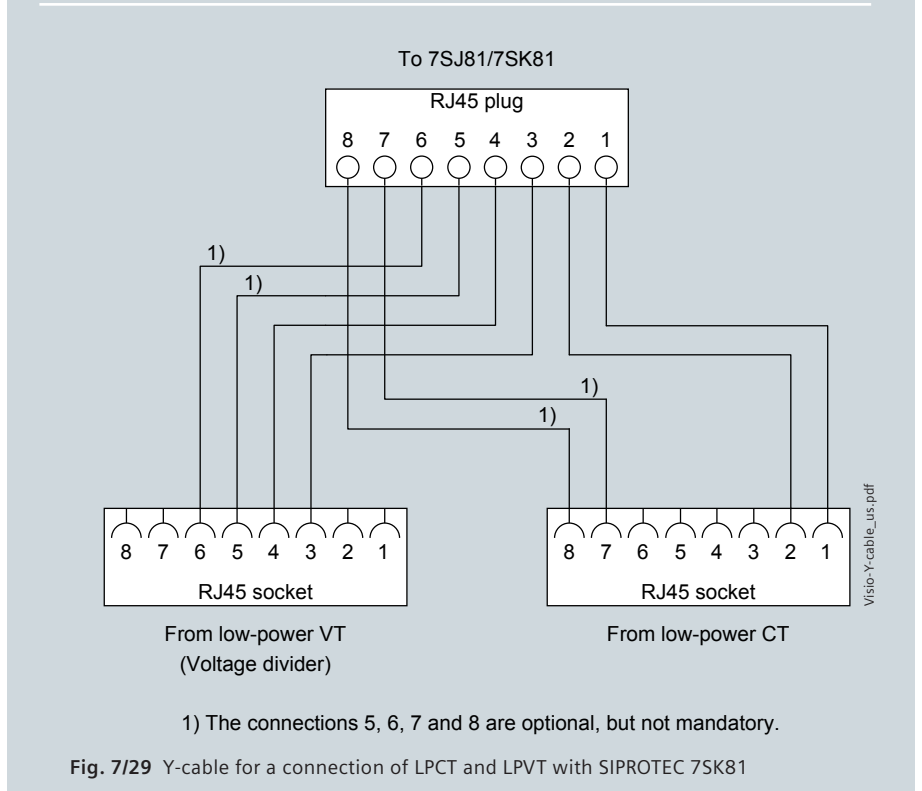 To 7SJ81/7SK81
RJ45 plug
8 7 6 5 4 3 2 1
1)
1)
1)
1)
8 7 6 5 4 3 2 1
RJ45 socket
From low-power VT
(Voltage divider)
8 7 6 5 4 3 2 1
RJ45 socket
From low-power CT
Visio-Y-cable_us.pdf
1) The connections 5, 6, 7 and 8 are optional, but not mandatory.
Fig. 7/29 Y-cable for a connection of LPCT and LPVT with SIPROTEC 7SK81